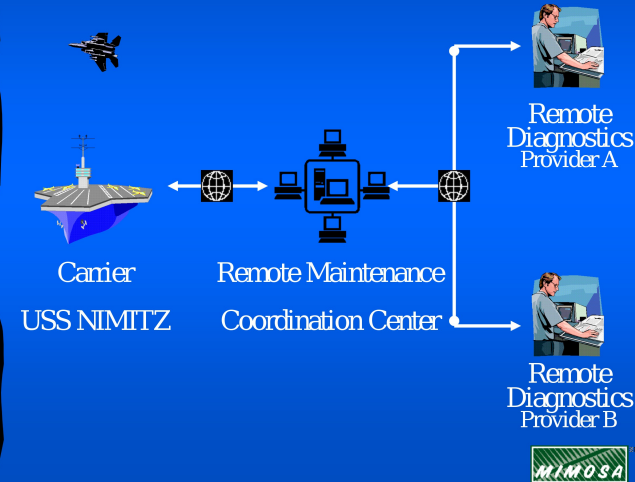 Remote
Diagnostics
Provider A
Carrier
USS NIMITZ
Remote Maintenance
Coordination Center
Remote
Diagnostics
Provider B
MIMOSA